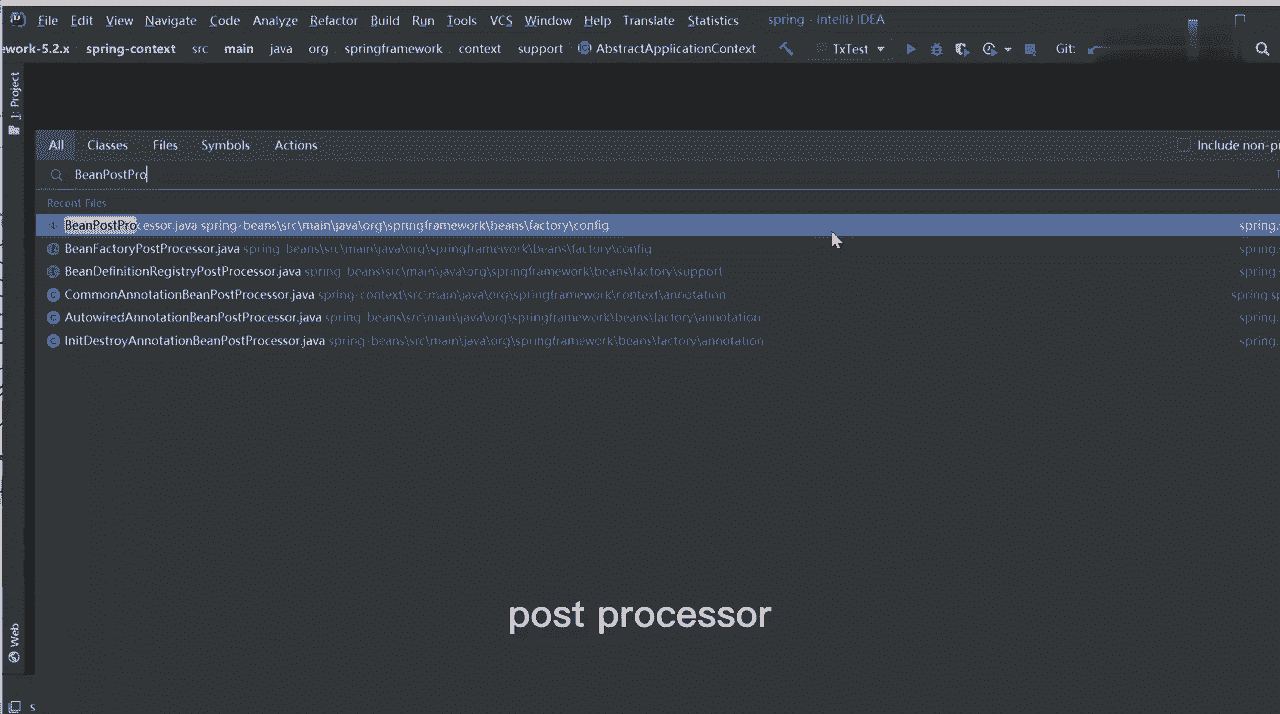 File Edit View Navigate Code Analyze Refactor Build Run Tools VCS Window Help Translate Statistics spring - IntelliJ IDEA
ework-5.2.x spring-context src main java org springframework context support AbstractApplicationContext TxTest Git:
1: Project
All Classes Files Symbols Actions Include non-pr
BeanPostPro
Recent Files
BeanPostProcessor.java spring-beans\src\main\java\org\springframework\beans\factory\config spring.
BeanFactoryPostProcessor.java spring-beans\src\main\java\org\springframework\beans\factory\config spring.
BeanDefinitionRegistryPostProcessor.java spring-beans\src\main\java\org\springframework\beans\factory\support spring
CommonAnnotationBeanPostProcessor.java spring-context\src\main\java\org\springframework\context\annotation spring.sp
AutowiredAnnotationBeanPostProcessor.java spring-beans\src\main\java\org\springframework\beans\factory\annotation spring.
InitDestroyAnnotationBeanPostProcessor.java spring-beans\src\main\java\org\springframework\beans\factory\annotation spring.
post processor
Web
s